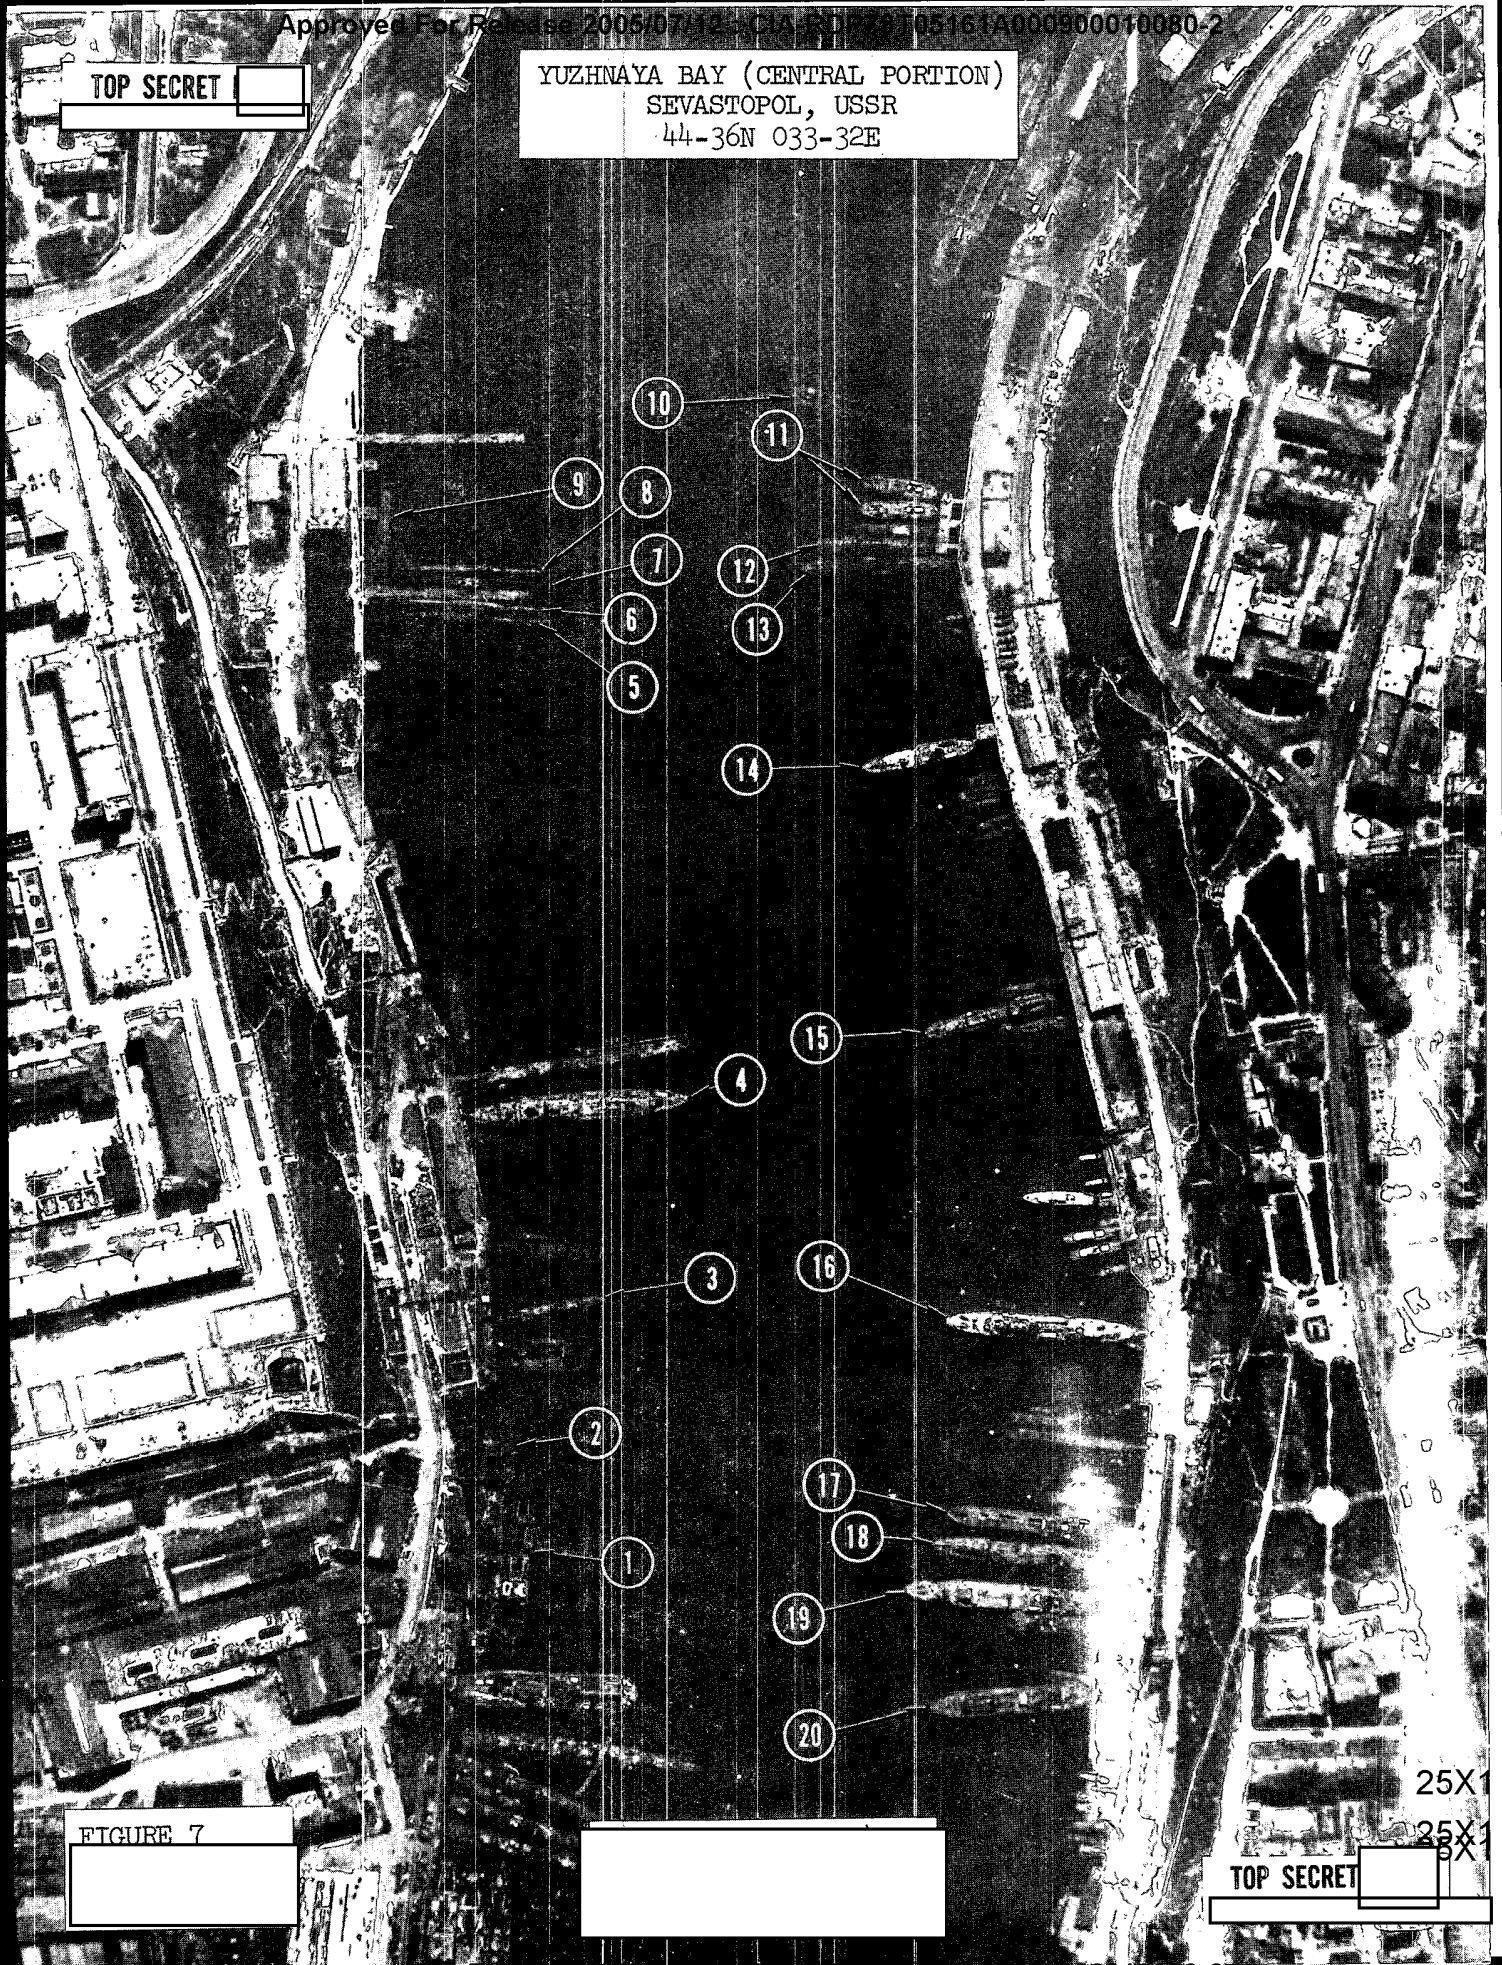 Approved For Release 2005/07/12 : CIA-RDP78T05161A000900010080-2
TOP SECRET
YUZHNAYA BAY (CENTRAL PORTION)
SEVASTOPOL, USSR
44-36N 033-32E
10
11
9
8
7
12
6
13
5
14
15
4
16
3
2
17
18
1
19
20
25X1
FIGURE 7
25X1
TOP SECRET